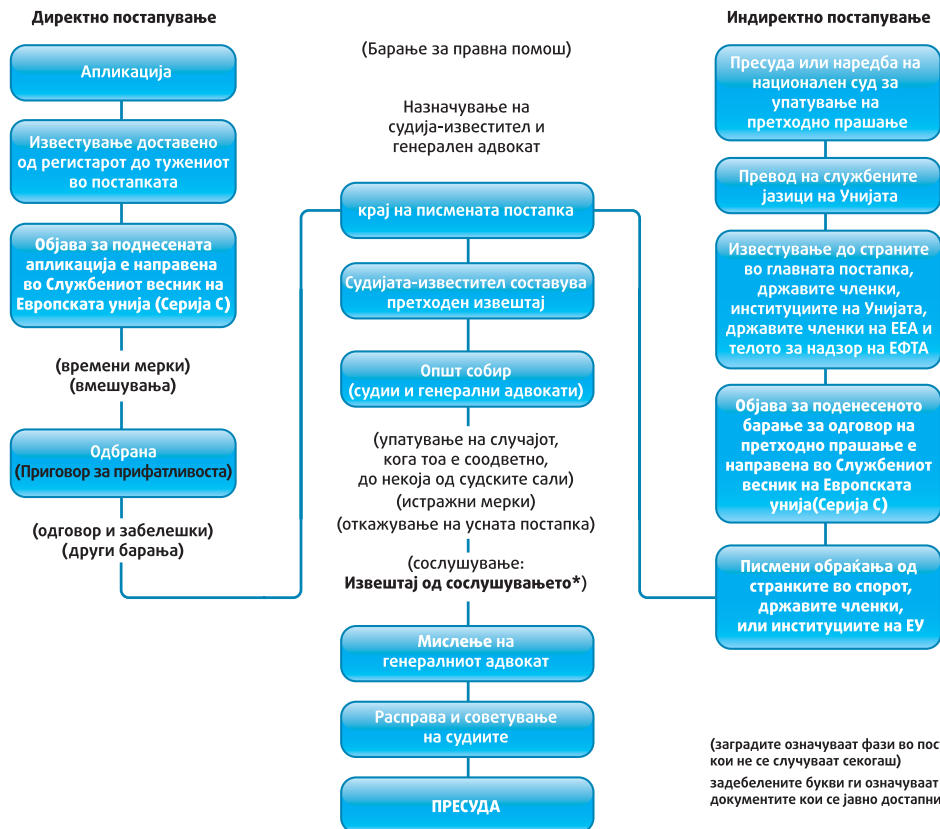 Директно постапување
Апликација
Известување доставено
од регистарот до тужениот
во постапката
Објава за поднесената
апликација е направена
во Службениот весник на
Европската унија (Серија С)
(времени мерки)
(вмешувања)
Одбрана
(Приговор за прифатливоста)
(одговор и забелешки)
(други барања)
(Барање за правна помош)
Назначување на
судија-известител и
генерален адвокат
крај на писмената постапка
Судијата-известител составува
претходен извештај
Општ собир
(судии и генерални адвокати)
(упатување на случајот,
кога тоа е соодветно,
до некоја од судските сали)
(истражни мерки)
(откажување на усната постапка)
(сослушување:
Извештај од сослушувањето*)
Мислење на
генералниот адвокат
Расправа и советување
на судиите
ПРЕСУДА
Индиректно постапување
Пресуда или наредба на
национален суд за
упатување на
претходно прашање
Превод на службените
јазици на Унијата
Известување до страните
во главната постапка,
државите членки,
институциите на Унијата,
државите членки на ЕЕА и
телото за надзор на ЕФТА
Објава за поденесеното
барање за одговор на
претходно прашање е
направена во Службениот
весник на Европската
унија(Серија С)
Писмени обраќања од
странките во спорот,
државите членки,
или институциите на ЕУ
(заградите означуваат фази во пос
кои не се случуваат секогаш)
задебелените букви ги означуваат
документите кои се јавно достапни